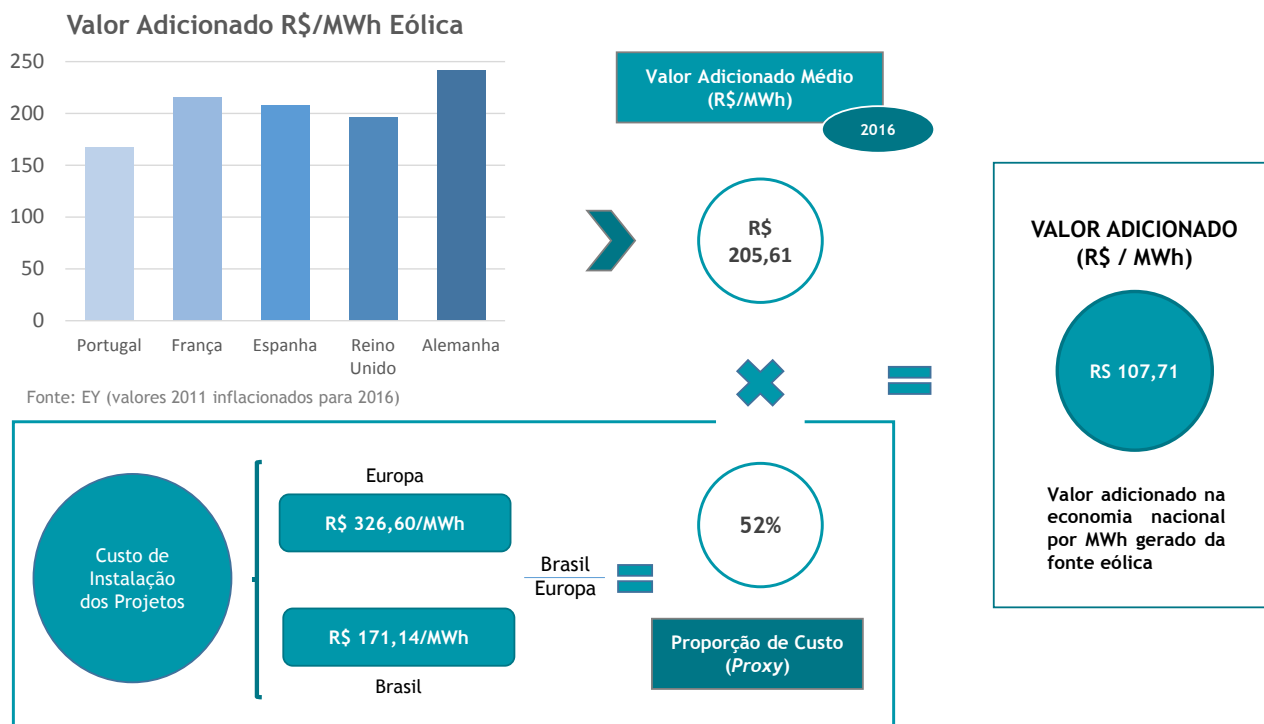 Valor Adicionado R$/MWh Eólica
250
200
150
100
50
0
Portugal
França
Espanha
Reino
Unido
Alemanha
Fonte: EY (valores 2011 inflacionados para 2016)
Valor Adicionado Médio
(R$/MWh)
2016
R$
205,61
Custo de
Instalação
dos Projetos
Europa
R$ 326,60/MWh
R$ 171,14/MWh
Brasil
Brasil
Europa
52%
Proporção de Custo
(Proxy)
VALOR ADICIONADO
(R$ / MWh)
RS 107,71
Valor adicionado na
economia nacional
por MWh gerado da
fonte eólica